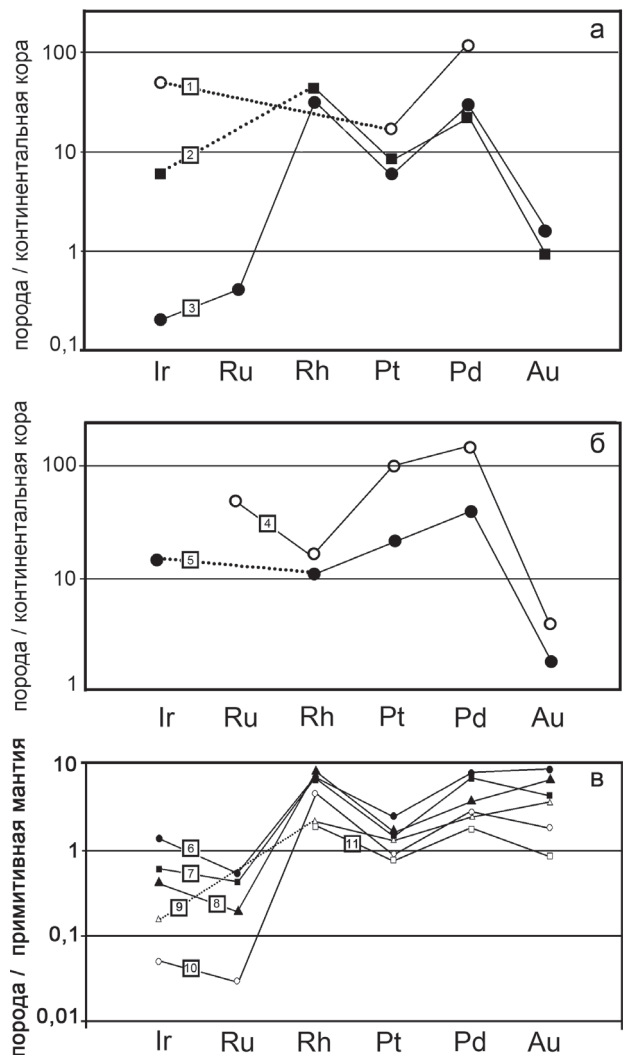 а
порода / континентальная кора
100
10
1
0,1
1
2
3
Ir Ru Rh Pt Pd Au
б
порода / континентальная кора
100
10
1
4
5
Ir Ru Rh Pt Pd Au
в
порода / примитивная мантия
10
1
0,1
0,01
6
7
8
9
10
11
Ir Ru Rh Pt Pd Au